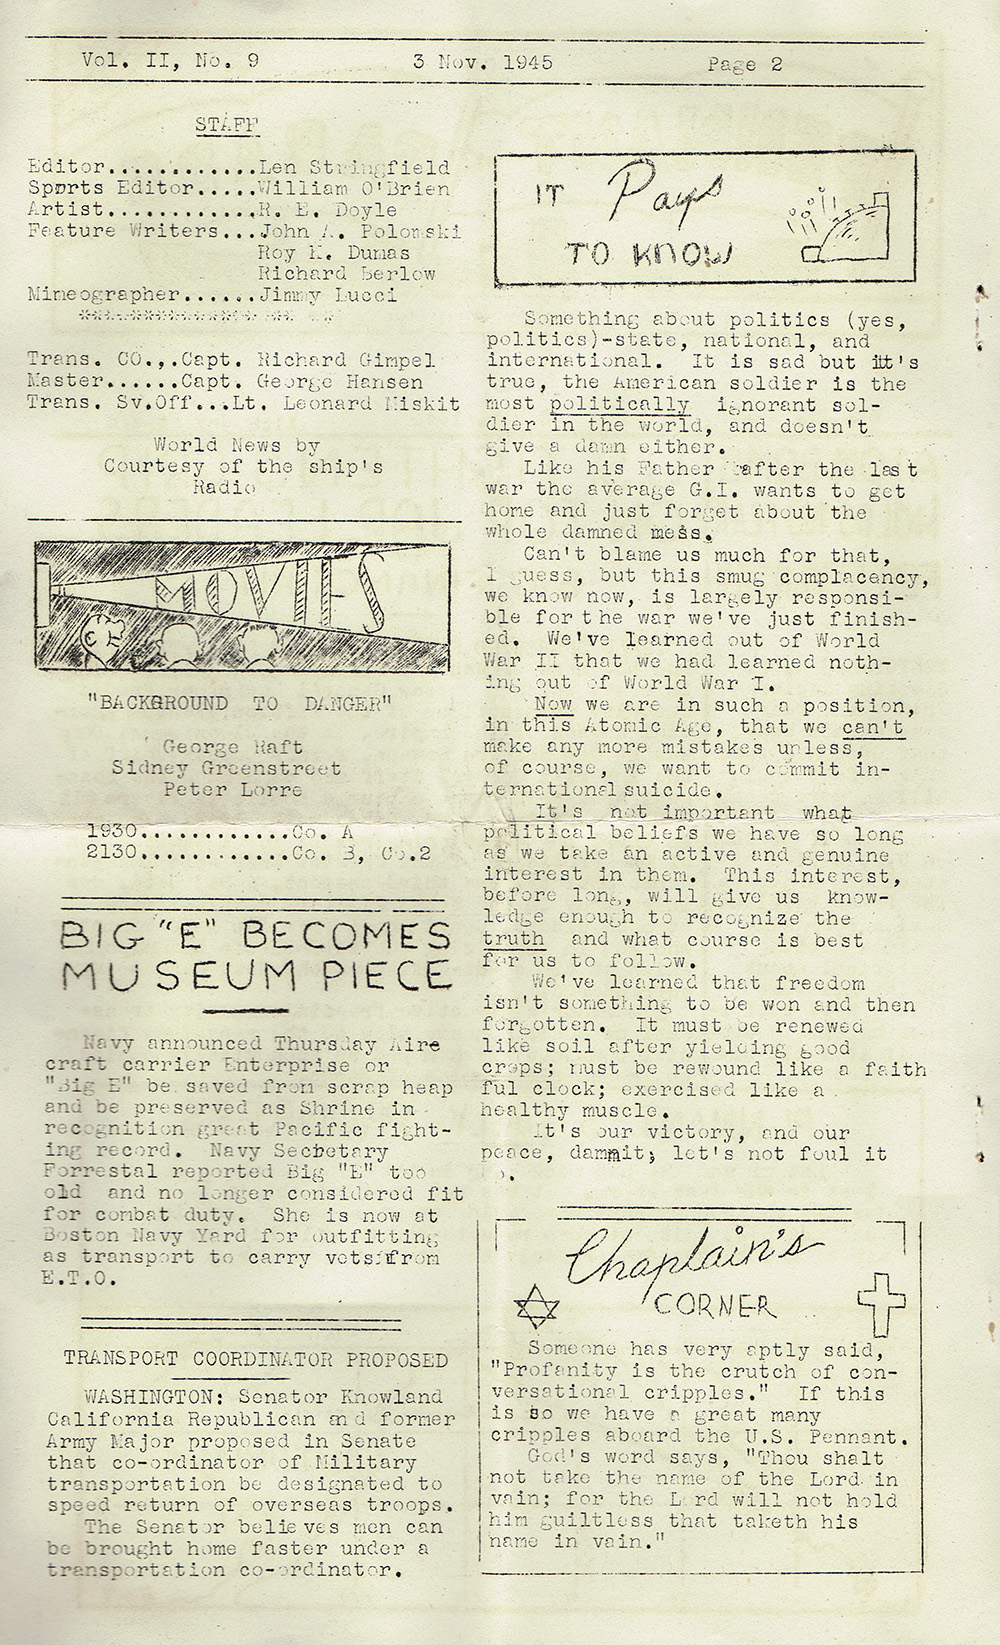 Vol. II, No. 9 3 Nov. 1945 Page 2
STAFF
Editor............Len Stringfield
Sports Editor.....William O'Brien
Artist............R. E. Doyle
Feature Writers...John A. Polomski
Roy K. Dumas
Richard Berlow
Mimeographer......Jimmy Lucci
Trans. CO.,.Capt. Richard Gimpel
Master......Capt. George Hansen
Trans. Sv.Off...Lt. Leonard Miskit
World News by
Courtesy of the ship's
Radio
MOVIES
"BACKGROUND TO DANGER"
George Raft
Sidney Greenstreet
Peter Lorre
1930............Co. A
2130............Co. B, Co.2
BIG "E" BECOMES
MUSEUM PIECE
Navy announced Thursday Aire
craft carrier Enterprise or
"Big E" be saved from scrap heap
and be preserved as Shrine in
recognition great Pacific fight-
ing record. Navy Secretary
Forrestal reported Big "E" too
old and no longer considered fit
for combat duty. She is now at
Boston Navy Yard for outfitting
as transport to carry vets from
E.T.O.
TRANSPORT COORDINATOR PROPOSED
WASHINGTON: Senator Knowland
California Republican and former
Army Major proposed in Senate
that co-ordinator of Military
transportation be designated to
speed return of overseas troops.
The Senator believes men can
be brought home faster under a
transportation co-ordinator.
IT Pays
TO KNOW
Something about politics (yes,
politics)-state, national, and
international. It is sad but it's
true, the American soldier is the
most politically ignorant sol-
dier in the world, and doesn't
give a damn either.
Like his Father after the last
war the average G.I. wants to get
home and just forget about the
whole damned mess.
Can't blame us much for that,
I guess, but this smug complacency,
we know now, is largely responsi-
ble for the war we've just finish-
ed. We've learned out of World
War II that we had learned noth-
ing out of World War I.
Now we are in such a position,
in this Atomic Age, that we can't
make any more mistakes unless,
of course, we want to commit in-
ternational suicide.
It's not important what
political beliefs we have so long
as we take an active and genuine
interest in them. This interest,
before long, will give us know-
ledge enough to recognize the
truth and what course is best
for us to follow.
We've learned that freedom
isn't something to be won and then
forgotten. It must be renewed
like soil after yielding good
crops; must be rewound like a faith
ful clock; exercised like a
healthy muscle.
It's our victory, and our
peace, dammit; let's not foul it
Chaplain's
CORNER
Someone has very aptly said,
"Profanity is the crutch of con-
versational cripples." If this
is so we have a great many
cripples aboard the U.S. Pennant.
God's word says, "Thou shalt
not take the name of the Lord in
vain; for the Lord will not hold
him guiltless that taketh his
name in vain."